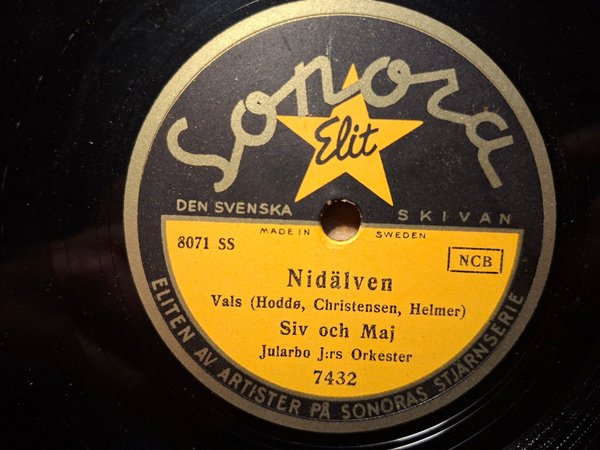 Sonora
Elit
DEN SVENSKA SKIVAN
MADE IN SWEDEN
8071 SS
NCB
Nidälven
Vals (Hoddø, Christensen, Helmer)
Siv och Maj
Jularbo J:rs Orkester
7432
ELITEN AV ARTISTER PÅ SONORAS STJÄRNSERIE